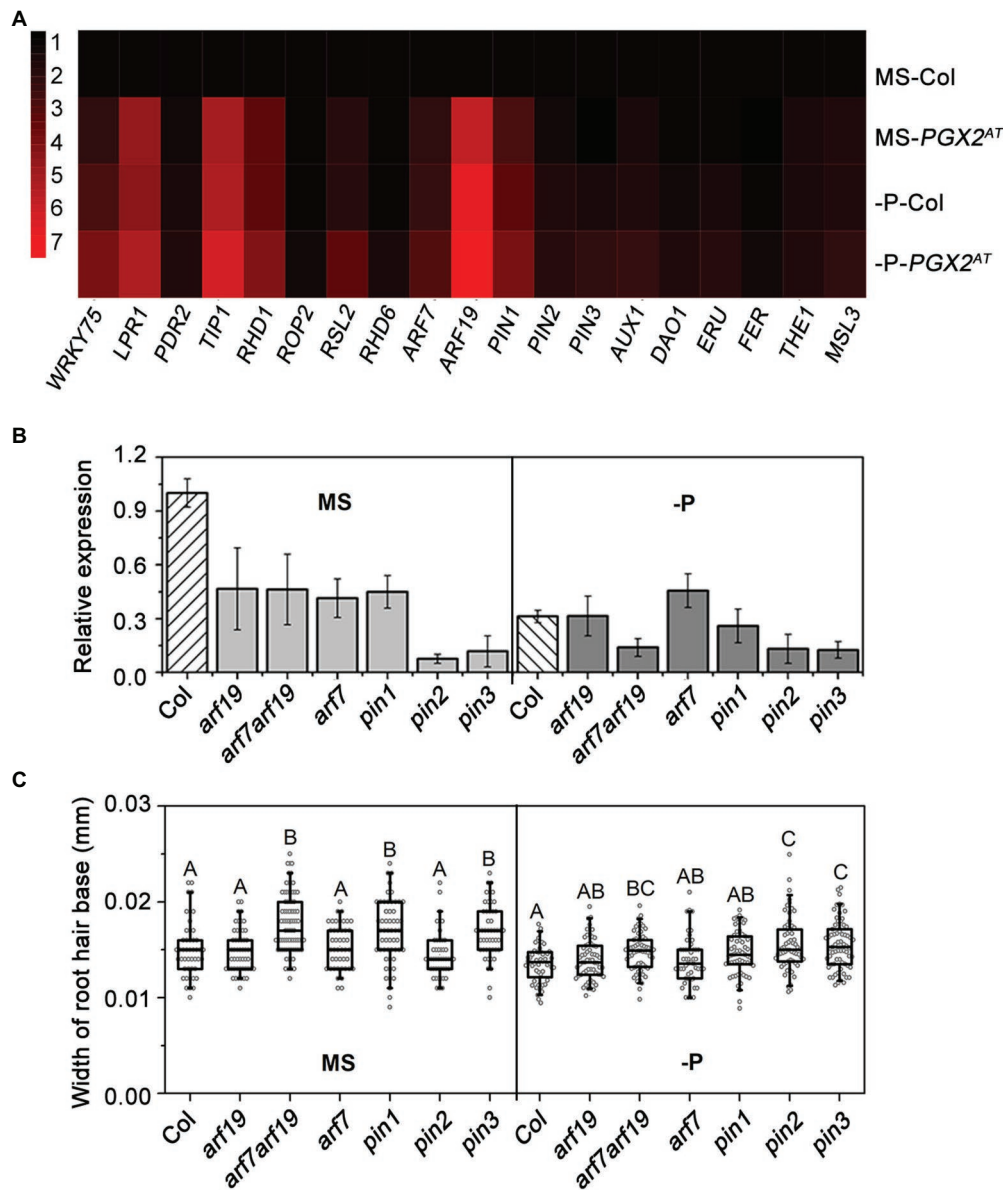 A
1
2
3
4
5
6
7
MS-Col
MS-PGX2AT
-P-Col
-P-PGX2AT
WRKY75
LPR1
PDR2
TIP1
RHD1
ROP2
RSL2
RHD6
ARF7
ARF19
PIN1
PIN2
PIN3
AUX1
DAO1
ERU
FER
THE1
MSL3
B
Relative expression
1.2
0.9
0.6
0.3
0.0
MS
-P
Col
arf19
arf7arf19
arf7
pin1
pin2
pin3
Col
arf19
arf7arf19
arf7
pin1
pin2
pin3
C
Width of root hair base (mm)
0.03
0.02
0.01
0.00
A
A
B
A
B
A
B
A
AB
BC
AB
AB
C
C
MS
-P
Col
arf19
arf7arf19
arf7
pin1
pin2
pin3
Col
arf19
arf7arf19
arf7
pin1
pin2
pin3